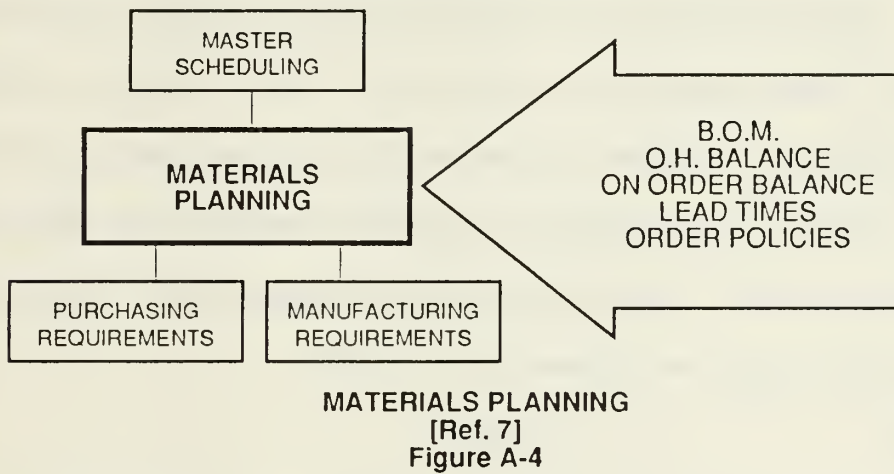 MASTER
SCHEDULING
MATERIALS
PLANNING
B.O.M.
O.H. BALANCE
ON ORDER BALANCE
LEAD TIMES
ORDER POLICIES
PURCHASING
REQUIREMENTS
MANUFACTURING
REQUIREMENTS
MATERIALS PLANNING
[Ref. 7]
Figure A-4